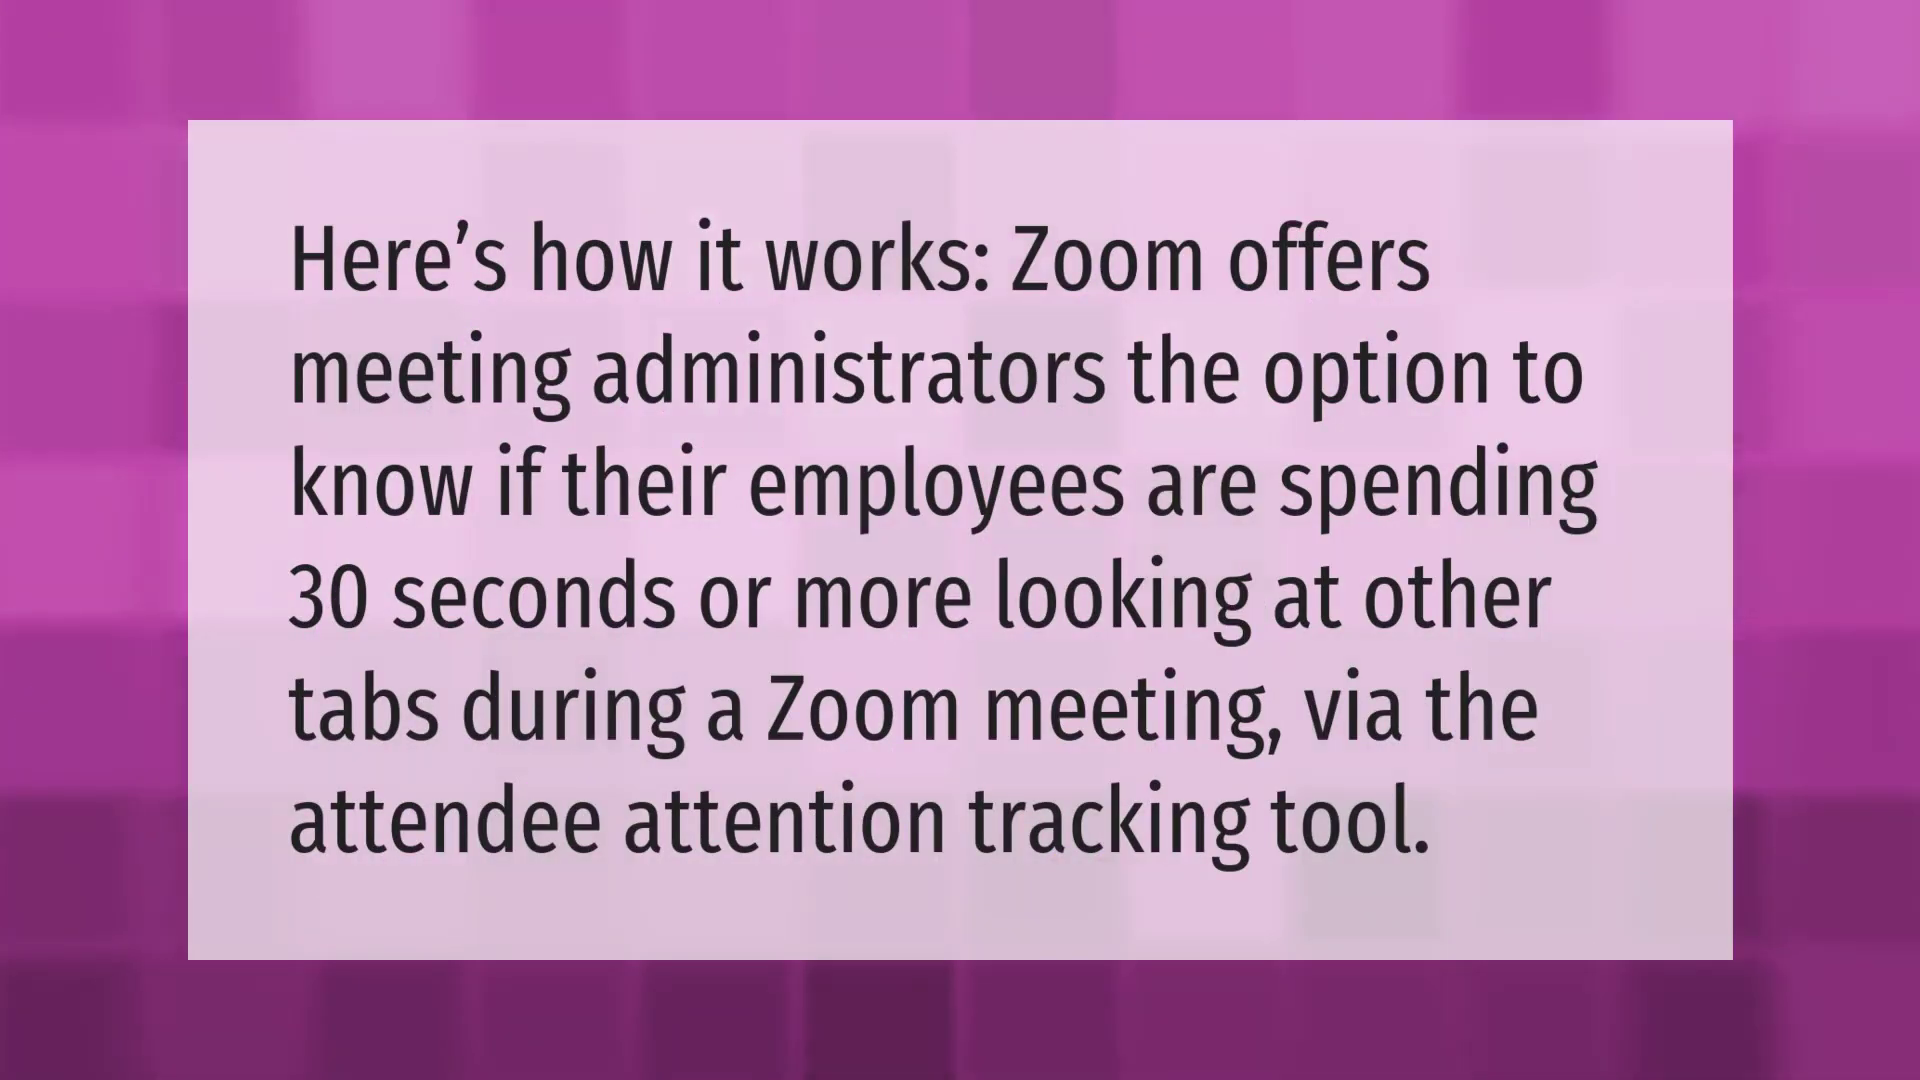 Here’s how it works: Zoom offers
meeting administrators the option to
know if their employees are spending
30 seconds or more looking at other
tabs during a Zoom meeting, via the
attendee attention tracking tool.